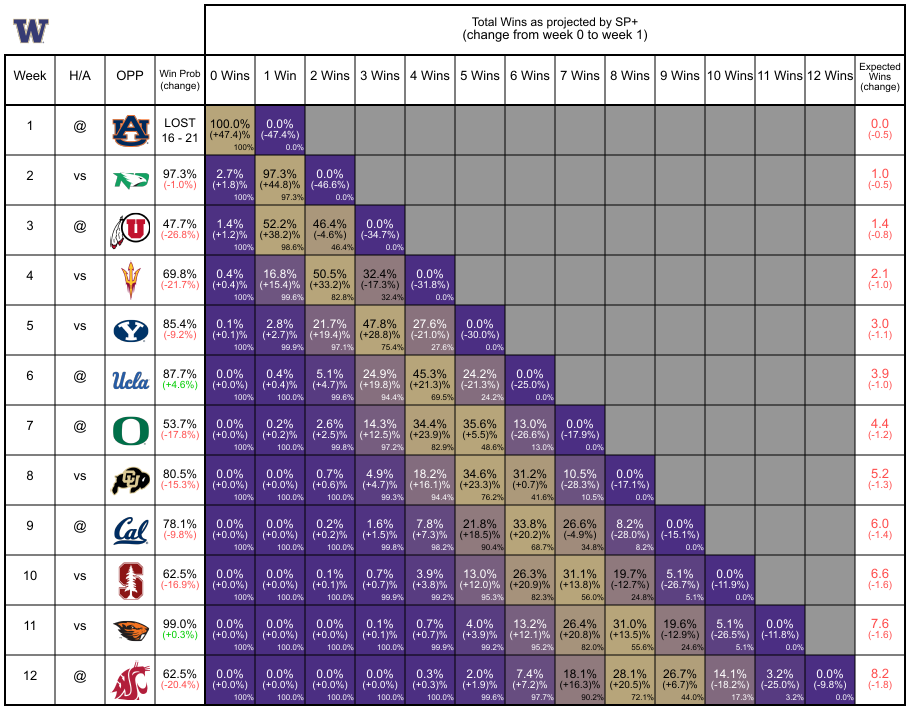 W
Total Wins as projected by SP+
(change from week 0 to week 1)
Week H/A OPP Win Prob (change) 0 Wins 1 Win 2 Wins 3 Wins 4 Wins 5 Wins 6 Wins 7 Wins 8 Wins 9 Wins 10 Wins 11 Wins 12 Wins Expected Wins (change)
1 @ AU LOST 100.0% 0.0% 0.0
16 - 21 (+47.4)% (-47.4%) (-0.5)
100% 0.0%
2 vs 97.3% 2.7% 97.3% 0.0% 1.0
(-1.0%) (+1.8)% (+44.8)% (-46.6%) (-0.5)
100% 97.3% 0.0%
3 @ U 47.7% 1.4% 52.2% 46.4% 0.0% 1.4
(-26.8%) (+1.2)% (+38.2)% (-4.6%) (-34.7%) (-0.8)
100% 98.6% 46.4% 0.0%
4 vs 69.8% 0.4% 16.8% 50.5% 32.4% 0.0% 2.1
(-21.7%) (+0.4)% (+15.4)% (+33.2)% (-17.3%) (-31.8%) (-1.0)
100% 99.6% 82.8% 32.4% 0.0%
5 vs Y 85.4% 0.1% 2.8% 21.7% 47.8% 27.6% 0.0% 3.0
(-9.2%) (+0.1)% (+2.7)% (+19.4)% (+28.8)% (-21.0%) (-30.0%) (-1.1)
100% 99.9% 97.1% 75.4% 27.6% 0.0%
6 @ Ucla 87.7% 0.0% 0.4% 5.1% 24.9% 45.3% 24.2% 0.0% 3.9
(+4.6%) (+0.0)% (+0.4)% (+4.7)% (+19.8)% (+21.3)% (-21.3%) (-25.0%) (-1.0)
100% 100.0% 99.6% 94.4% 69.5% 24.2% 0.0%
7 @ O 53.7% 0.0% 0.2% 2.6% 14.3% 34.4% 35.6% 13.0% 0.0% 4.4
(-17.8%) (+0.0)% (+0.2)% (+2.5)% (+12.5)% (+23.9)% (+5.5)% (-26.6%) (-17.9%) (-1.2)
100% 100.0% 99.8% 97.2% 82.9% 48.6% 13.0% 0.0%
8 vs CU 80.5% 0.0% 0.0% 0.7% 4.9% 18.2% 34.6% 31.2% 10.5% 0.0% 5.2
(-15.3%) (+0.0)% (+0.0)% (+0.6)% (+4.7)% (+16.1)% (+23.3)% (+0.7)% (-28.3%) (-17.1%) (-1.3)
100% 100.0% 100.0% 99.3% 94.4% 76.2% 41.6% 10.5% 0.0%
9 @ Cal 78.1% 0.0% 0.0% 0.2% 1.6% 7.8% 21.8% 33.8% 26.6% 8.2% 0.0% 6.0
(-9.8%) (+0.0)% (+0.0)% (+0.2)% (+1.5)% (+7.3)% (+18.5)% (+20.2)% (-4.9%) (-28.0%) (-15.1%) (-1.4)
100% 100.0% 100.0% 99.8% 98.2% 90.4% 68.7% 34.8% 8.2% 0.0%
10 vs S 62.5% 0.0% 0.0% 0.1% 0.7% 3.9% 13.0% 26.3% 31.1% 19.7% 5.1% 0.0% 6.6
(-16.9%) (+0.0)% (+0.0)% (+0.1)% (+0.7)% (+3.8)% (+12.0)% (+20.9)% (+13.8)% (-12.7%) (-26.7%) (-11.9%) (-1.6)
100% 100.0% 100.0% 99.9% 99.2% 95.3% 82.3% 56.0% 24.8% 5.1% 0.0%
11 vs 99.0% 0.0% 0.0% 0.0% 0.1% 0.7% 4.0% 13.2% 26.4% 31.0% 19.6% 5.1% 0.0% 7.6
(+0.3%) (+0.0)% (+0.0)% (+0.0)% (+0.1)% (+0.7)% (+3.9)% (+12.1)% (+20.8)% (+13.5)% (-12.9%) (-26.5%) (-11.8%) (-1.6)
100% 100.0% 100.0% 100.0% 99.9% 99.2% 95.2% 82.0% 55.6% 24.6% 5.1% 0.0%
12 @ 62.5% 0.0% 0.0% 0.0% 0.0% 0.3% 2.0% 7.4% 18.1% 28.1% 26.7% 14.1% 3.2% 0.0% 8.2
(-20.4%) (+0.0)% (+0.0)% (+0.0)% (+0.0)% (+0.3)% (+1.9)% (+7.2)% (+16.3)% (+20.5)% (+6.7)% (-18.2%) (-25.0%) (-9.8%) (-1.8)
100% 100.0% 100.0% 100.0% 100.0% 99.6% 97.7% 90.2% 72.1% 44.0% 17.3% 3.2% 0.0%